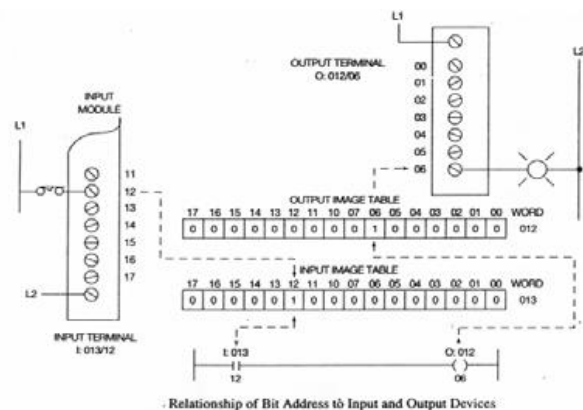 L1
OUTPUT TERMINAL
O: 012/06
00
01
02
03
04
05
06
L2
INPUT
MODULE
L1
11
12
13
14
15
16
17
L2
INPUT TERMINAL
I: 013/12
OUTPUT IMAGE TABLE
17 16 15 14 13 12 11 10 07 06 05 04 03 02 01 00 WORD
0 0 0 0 0 0 0 0 0 1 0 0 0 0 0 0 012
INPUT IMAGE TABLE
17 16 15 14 13 12 11 10 07 06 05 04 03 02 01 00 WORD
0 0 0 0 0 1 0 0 0 0 0 0 0 0 0 0 013
I: 013
12
O: 012
06
Relationship of Bit Address to Input and Output Devices